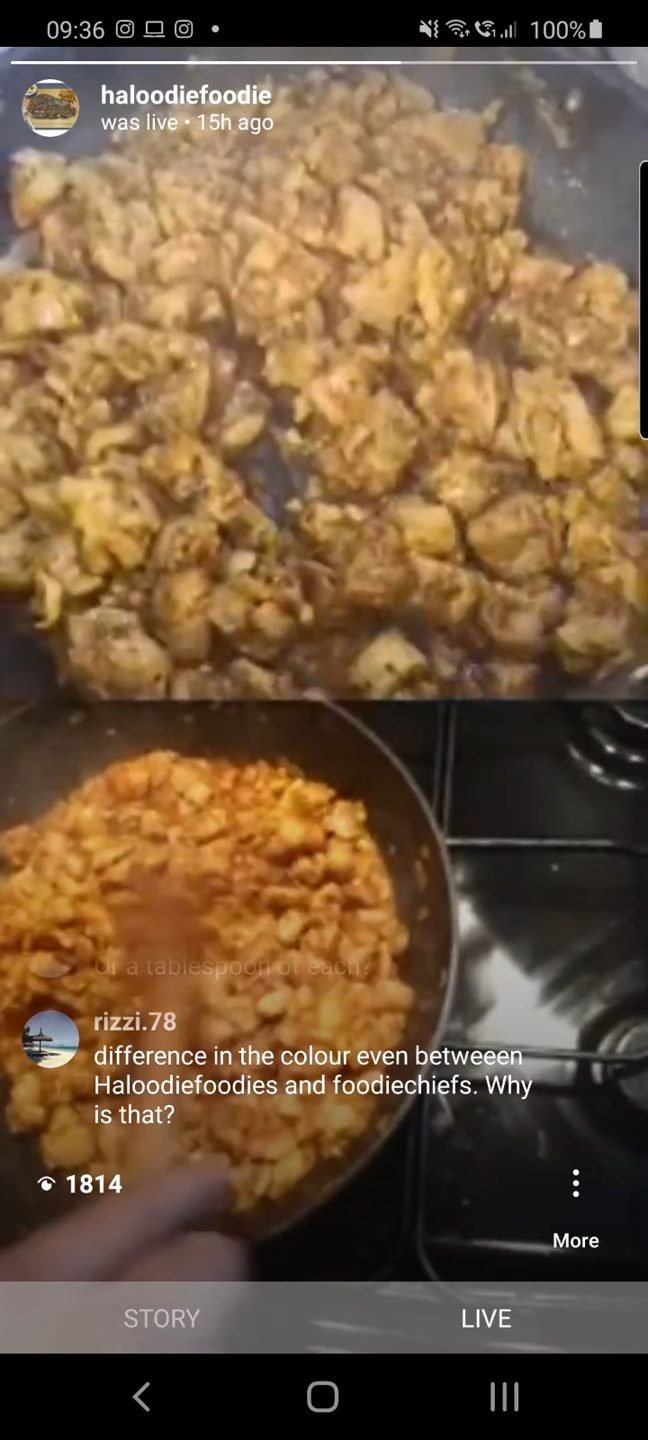 09:36
100%
haloodiefoodie
was live • 15h ago
Or a tablespoon of each?
rizzi.78
difference in the colour even betweeen
Haloodiefoodies and foodiechiefs. Why
is that?
1814
More
STORY
LIVE